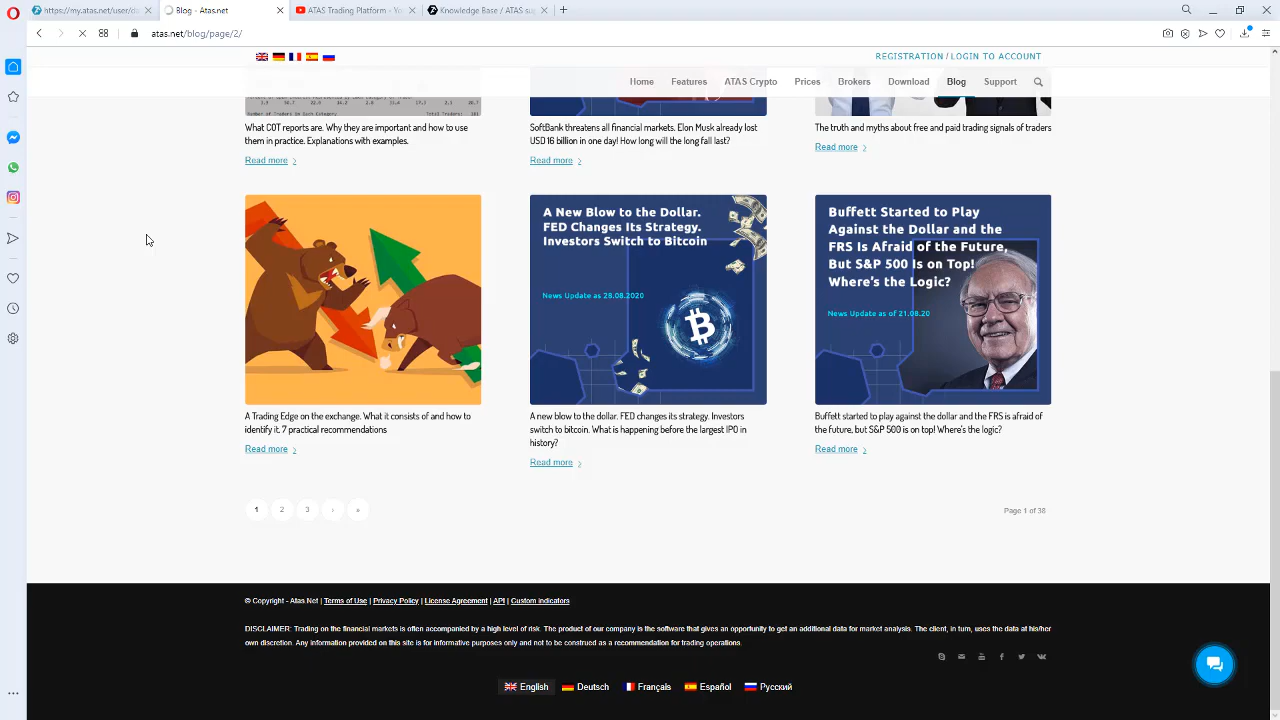 https://my.atas.net/user/do
Blog - Atas.net
ATAS Trading Platform - Yo
Knowledge Base / ATAS sup
atas.net/blog/page/2/
REGISTRATION / LOGIN TO ACCOUNT
Home Features ATAS Crypto Prices Brokers Download Blog Support
What COT reports are. Why they are important and how to use
them in practice. Explanations with examples.
Read more
SoftBank threatens all financial markets. Elon Musk already lost
USD 16 billion in one day! How long will the long fall last?
Read more
The truth and myths about free and paid trading signals of traders
Read more
A Trading Edge on the exchange. What it consists of and how to
identify it. 7 practical recommendations
Read more
A New Blow to the Dollar.
FED Changes Its Strategy.
Investors Switch to Bitcoin
News Update as 28.08.2020
A new blow to the dollar. FED changes its strategy. Investors
switch to bitcoin. What is happening before the largest IPO in
history?
Read more
Buffett Started to Play
Against the Dollar and the
FRS Is Afraid of the Future,
But S&P 500 Is on Top!
Where's the Logic?
News Update as of 21.08.20
Buffett started to play against the dollar and the FRS is afraid of
the future, but S&P 500 is on top! Where's the logic?
Read more
1 2 3 › »
Page 1 of 38
© Copyright - Atas.Net | Terms of Use | Privacy Policy | License Agreement | API | Custom indicators
DISCLAIMER: Trading on the financial markets is often accompanied by a high level of risk. The product of our company is the software that gives an opportunity to get an additional data for market analysis. The client, in turn, uses the data at his/her
own discretion. Any information provided on this site is for informative purposes only and not to be construed as a recommendation for trading operations.
English Deutsch Français Español Русский